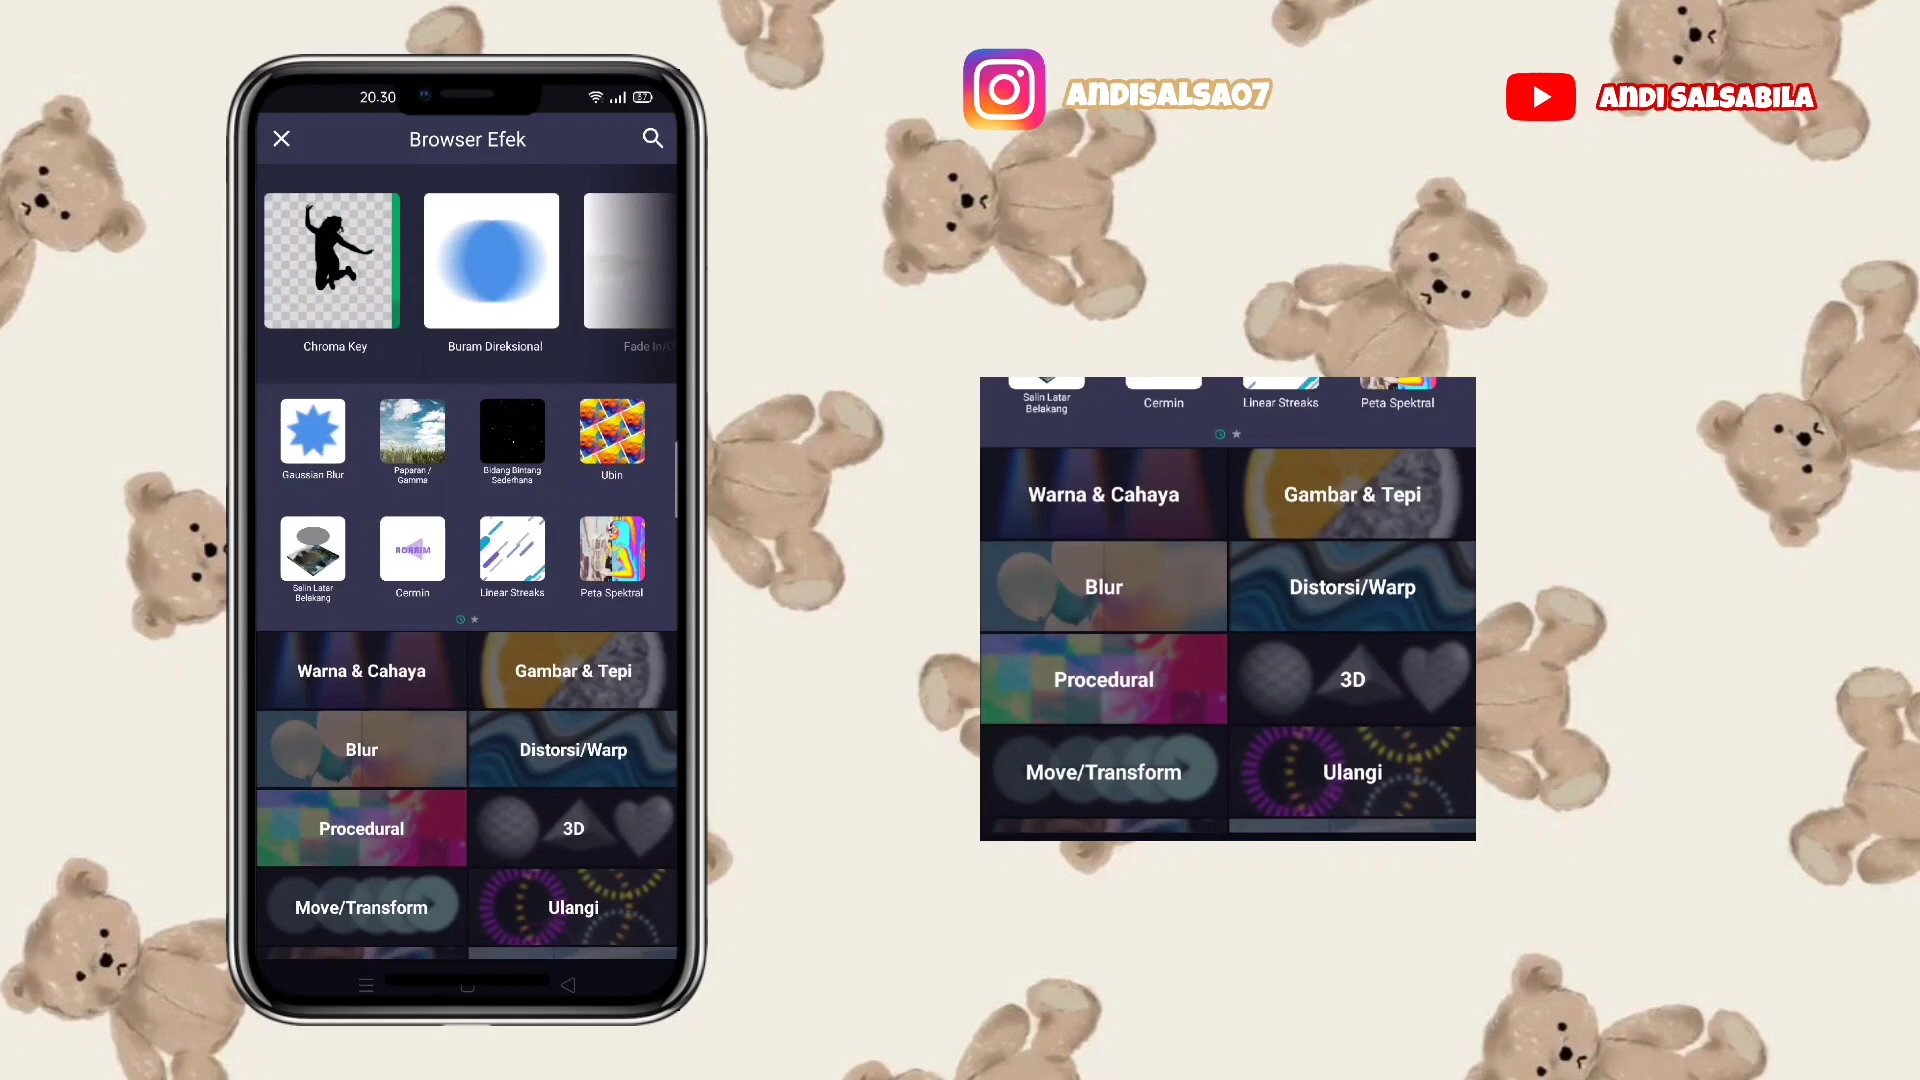 ANDISALSA07
ANDI SALSABILA
20.30
37
Browser Efek
Chroma Key
Buram Direksional
Fade In/O
Gaussian Blur
Paparan /
Gamma
Bidang Bintang
Sederhana
Ubin
MIRROR
Salin Latar
Belakang
Cermin
Linear Streaks
Peta Spektral
Warna & Cahaya
Gambar & Tepi
Blur
Distorsi/Warp
Procedural
3D
Move/Transform
Ulangi
Salin Latar
Belakang
Cermin
Linear Streaks
Peta Spektral
Warna & Cahaya
Gambar & Tepi
Blur
Distorsi/Warp
Procedural
3D
Move/Transform
Ulangi